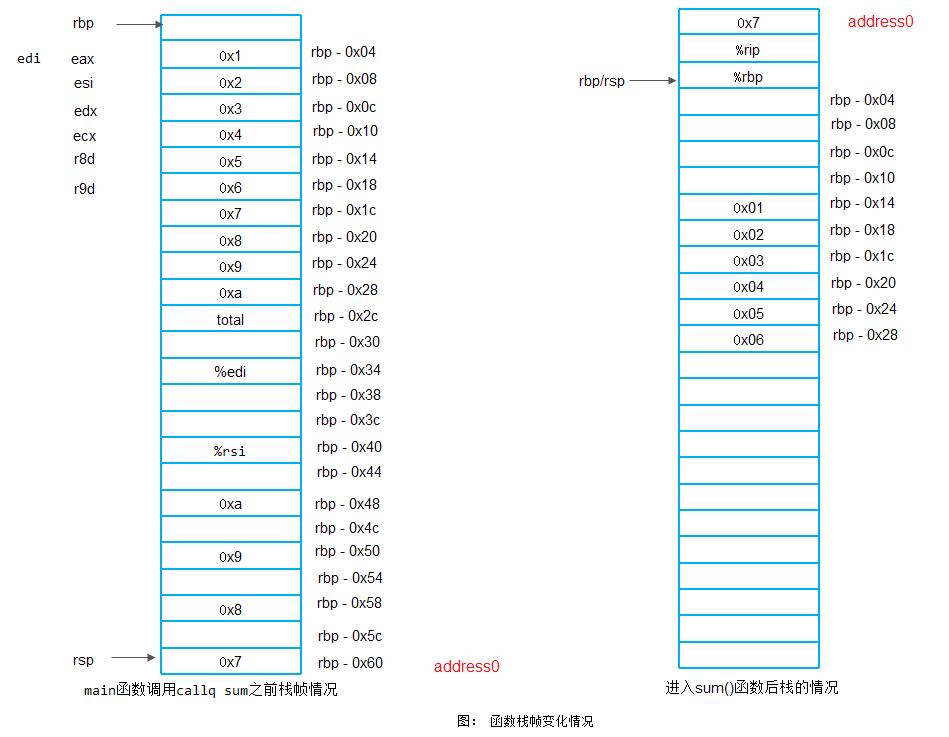 rbp
edi eax 0x1 rbp - 0x04
esi 0x2 rbp - 0x08
edx 0x3 rbp - 0x0c
ecx 0x4 rbp - 0x10
r8d 0x5 rbp - 0x14
r9d 0x6 rbp - 0x18
0x7 rbp - 0x1c
0x8 rbp - 0x20
0x9 rbp - 0x24
0xa rbp - 0x28
total rbp - 0x2c
rbp - 0x30
%edi rbp - 0x34
rbp - 0x38
rbp - 0x3c
%rsi rbp - 0x40
rbp - 0x44
0xa rbp - 0x48
rbp - 0x4c
0x9 rbp - 0x50
rbp - 0x54
0x8 rbp - 0x58
rbp - 0x5c
rsp 0x7 rbp - 0x60 address0
main函数调用callq sum之前栈帧情况
0x7 address0
%rip
rbp/rsp %rbp
rbp - 0x04
rbp - 0x08
rbp - 0x0c
rbp - 0x10
0x01 rbp - 0x14
0x02 rbp - 0x18
0x03 rbp - 0x1c
0x04 rbp - 0x20
0x05 rbp - 0x24
0x06 rbp - 0x28
进入sum()函数后栈的情况
图: 函数栈帧变化情况